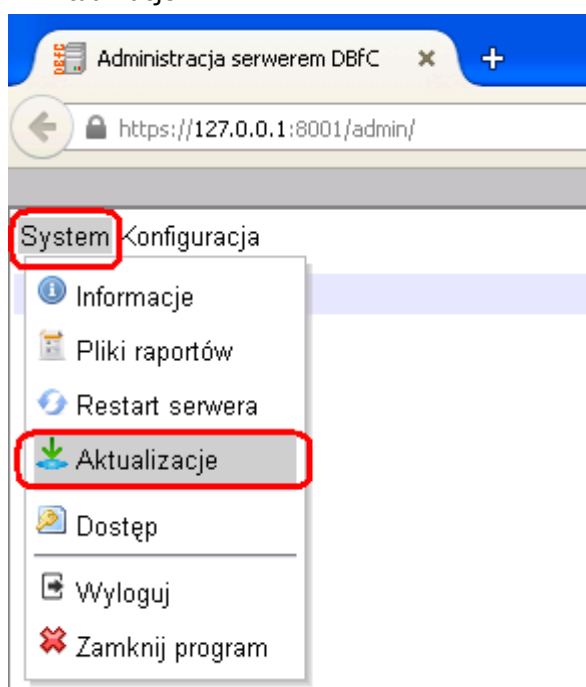 DBfC
Administracja serwerem DBfC
https://127.0.0.1:8001/admin/
System Konfiguracja
Informacje
Pliki raportów
Restart serwera
Aktualizacje
Dostęp
Wyloguj
Zamknij program